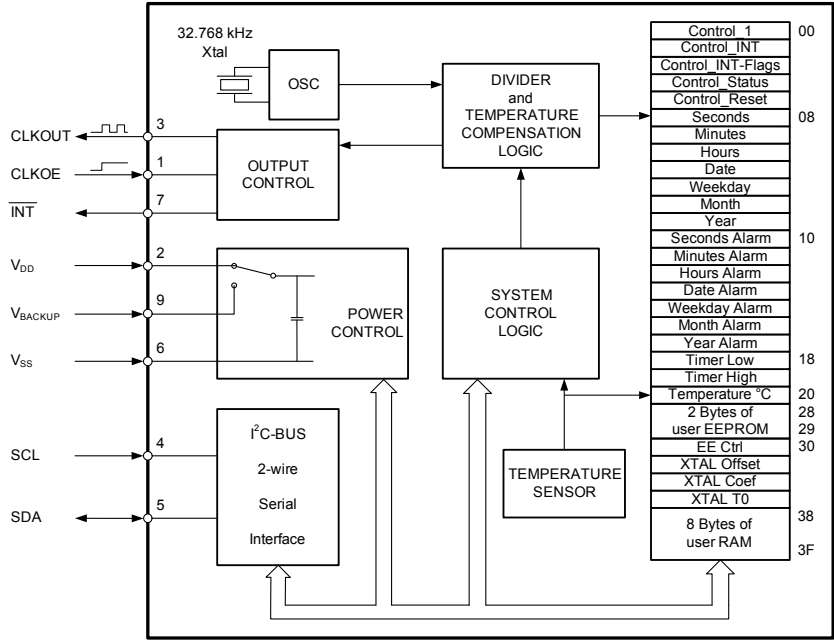 32.768 kHz
Xtal
OSC
DIVIDER
and
TEMPERATURE
COMPENSATION
LOGIC
CLKOUT
3
CLKOE
1
INT
7
OUTPUT
CONTROL
VDD
2
VBACKUP
9
VSS
6
POWER
CONTROL
SYSTEM
CONTROL
LOGIC
SCL
4
SDA
5
I²C-BUS
2-wire
Serial
Interface
TEMPERATURE
SENSOR
Control_1 00
Control_INT
Control_INT-Flags
Control_Status
Control_Reset
Seconds 08
Minutes
Hours
Date
Weekday
Month
Year
Seconds Alarm 10
Minutes Alarm
Hours Alarm
Date Alarm
Weekday Alarm
Month Alarm
Year Alarm
Timer Low 18
Timer High
Temperature °C 20
2 Bytes of 28
user EEPROM 29
EE Ctrl 30
XTAL Offset
XTAL Coef
XTAL T0
38
8 Bytes of
user RAM
3F